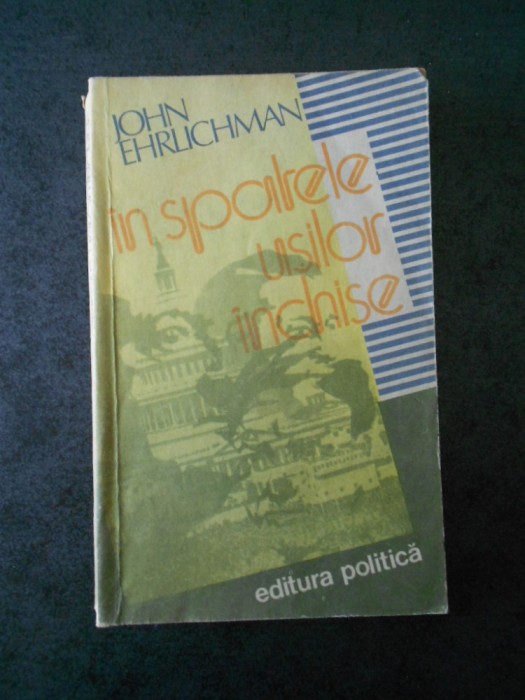 JOHN
EHRLICHMAN
în spatele
ușilor
închise
editura politică